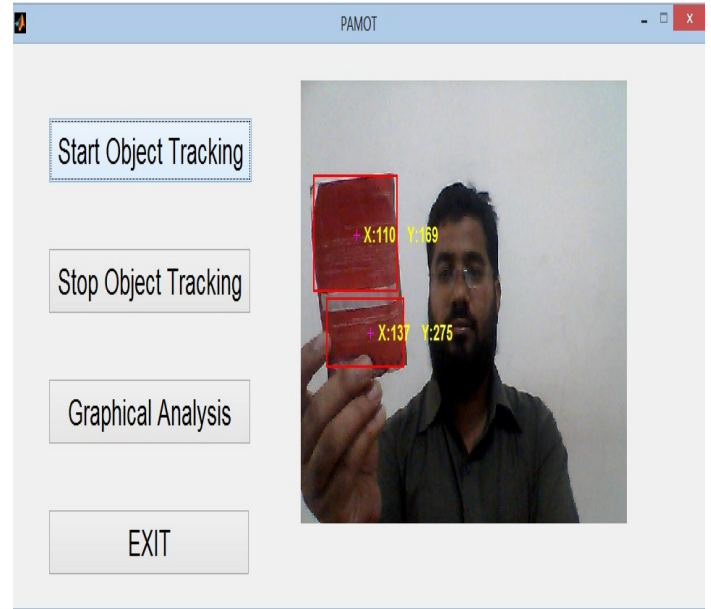 PAMOT
Start Object Tracking
Stop Object Tracking
Graphical Analysis
EXIT
X:110 Y:169
X:137 Y:275